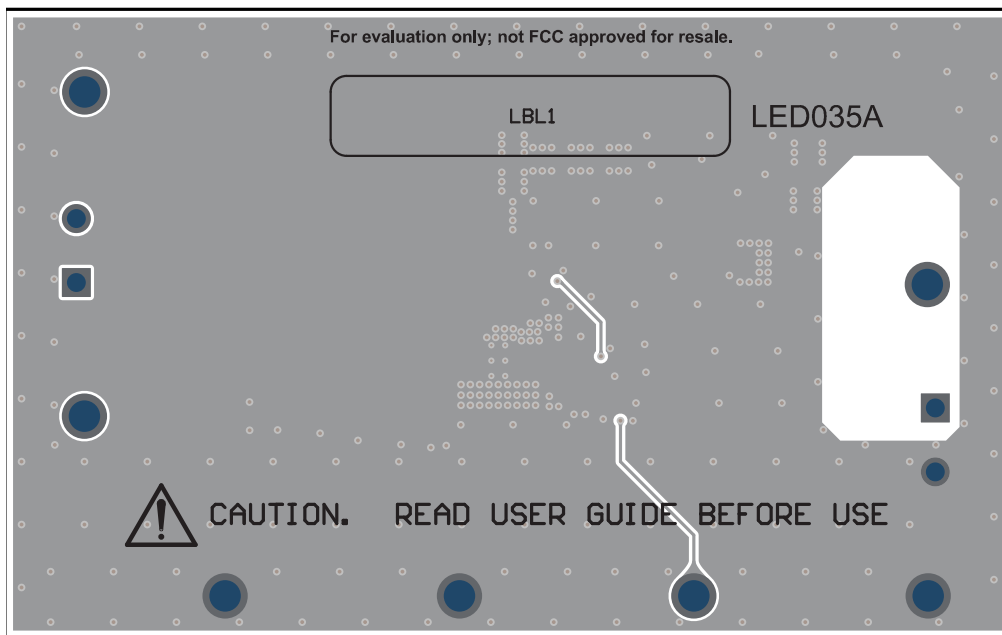 For evaluation only; not FCC approved for resale.
LBL1
LED035A
CAUTION. READ USER GUIDE BEFORE USE